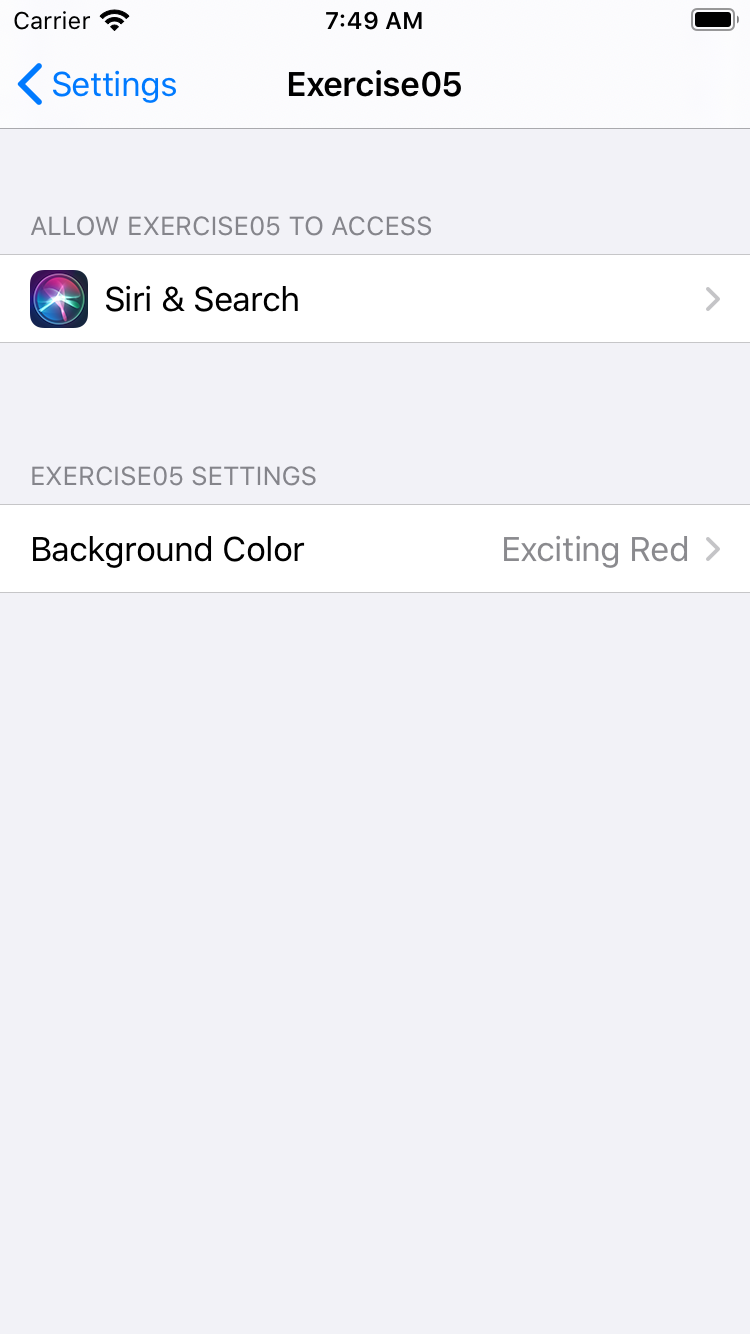 Carrier 7:49 AM
Settings Exercise05
ALLOW EXERCISE05 TO ACCESS
Siri & Search
EXERCISE05 SETTINGS
Background Color Exciting Red